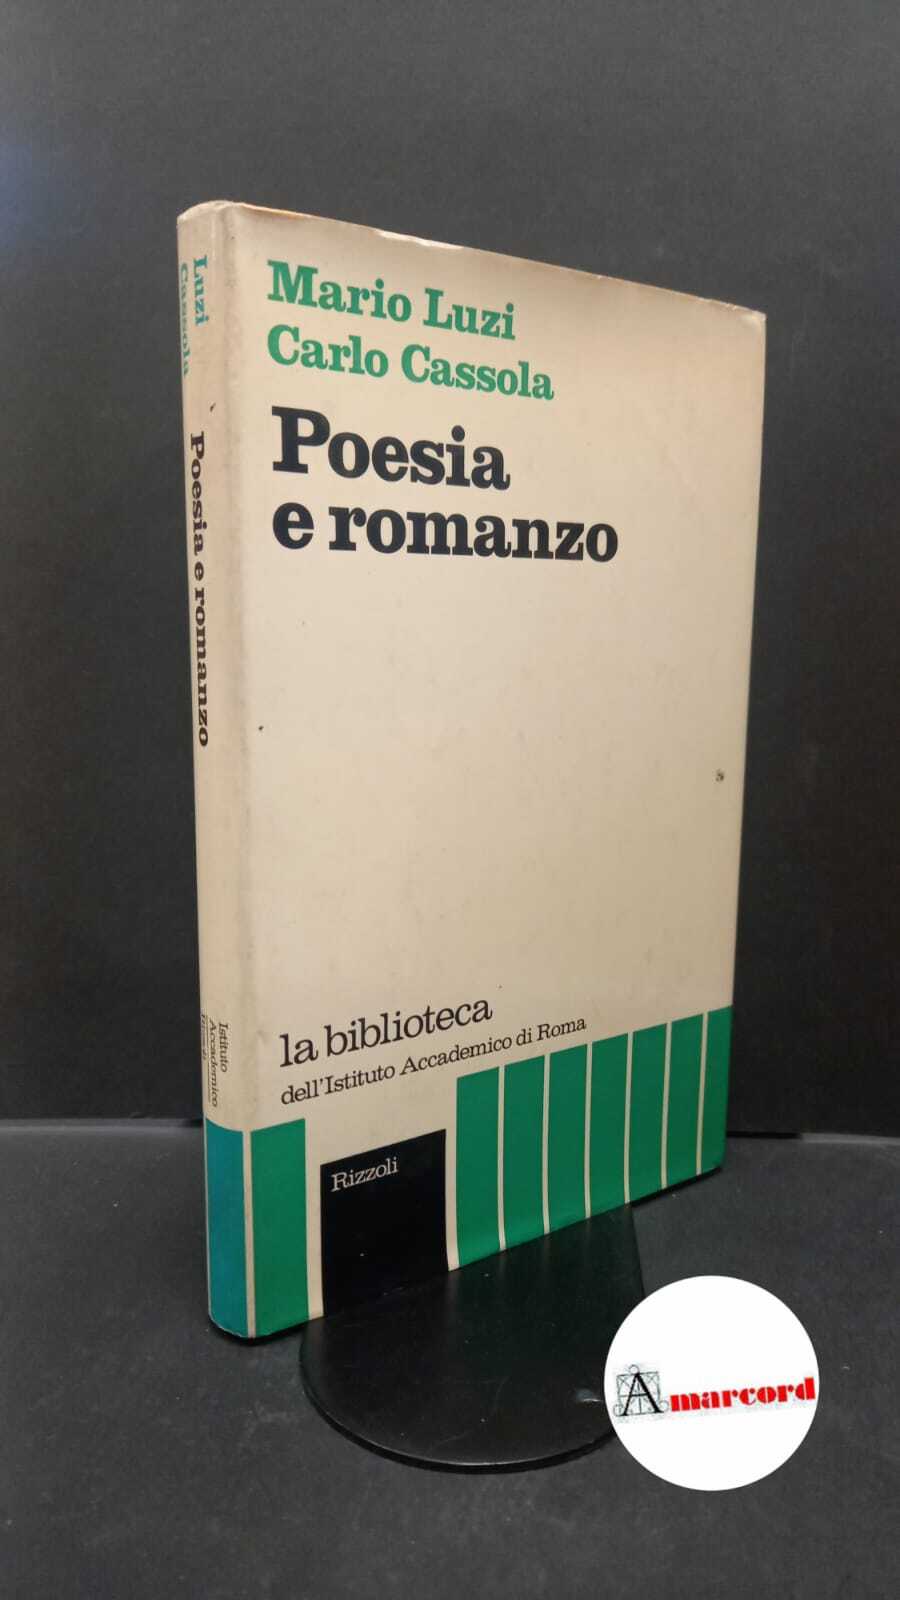 Luzi
Cassola
Poesia e romanzo
Istituto
Accademico
Mario Luzi
Carlo Cassola
Poesia
e romanzo
la biblioteca
dell'Istituto Accademico di Roma
Rizzoli
Amarcord